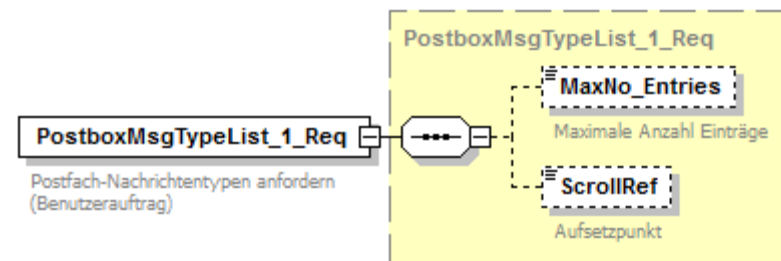 PostboxMsgTypeList_1_Req
MaxNo_Entries
Maximale Anzahl Einträge
PostboxMsgTypeList_1_Req
Postfach-Nachrichtentypen anfordern
(Benutzerauftrag)
ScrollRef
Aufsetzpunkt